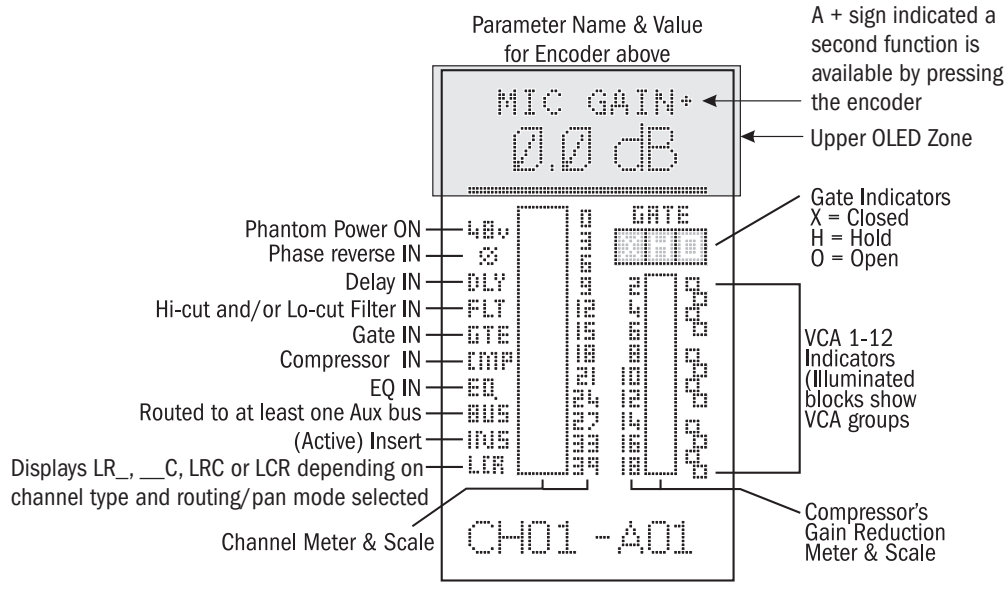 Parameter Name & Value
for Encoder above
A + sign indicated a
second function is
available by pressing
the encoder
MIC GAIN+
0.0 dB
Upper OLED Zone
Gate Indicators
X = Closed
H = Hold
O = Open
GATE
X H O
Phantom Power ON
48v
Phase reverse IN
Ø
Delay IN
DLY
Hi-cut and/or Lo-cut Filter IN
FLT
Gate IN
GTE
Compressor IN
CMP
EQ IN
EQ
Routed to at least one Aux bus
BUS
(Active) Insert
INS
Displays LR_, __C, LRC or LCR depending on
channel type and routing/pan mode selected
LCR
0
3
6
9
12
15
18
21
24
27
33
39
2
4
6
8
10
12
14
16
18
VCA 1-12
Indicators
(Illuminated
blocks show
VCA groups
Channel Meter & Scale
CH01 -A01
Compressor's
Gain Reduction
Meter & Scale